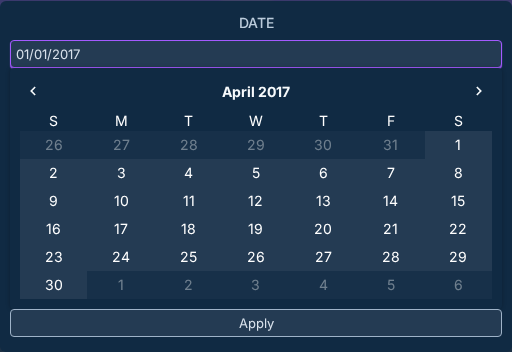 DATE
01/01/2017
April 2017
S M T W T F S
26 27 28 29 30 31 1
2 3 4 5 6 7 8
9 10 11 12 13 14 15
16 17 18 19 20 21 22
23 24 25 26 27 28 29
30 1 2 3 4 5 6
Apply